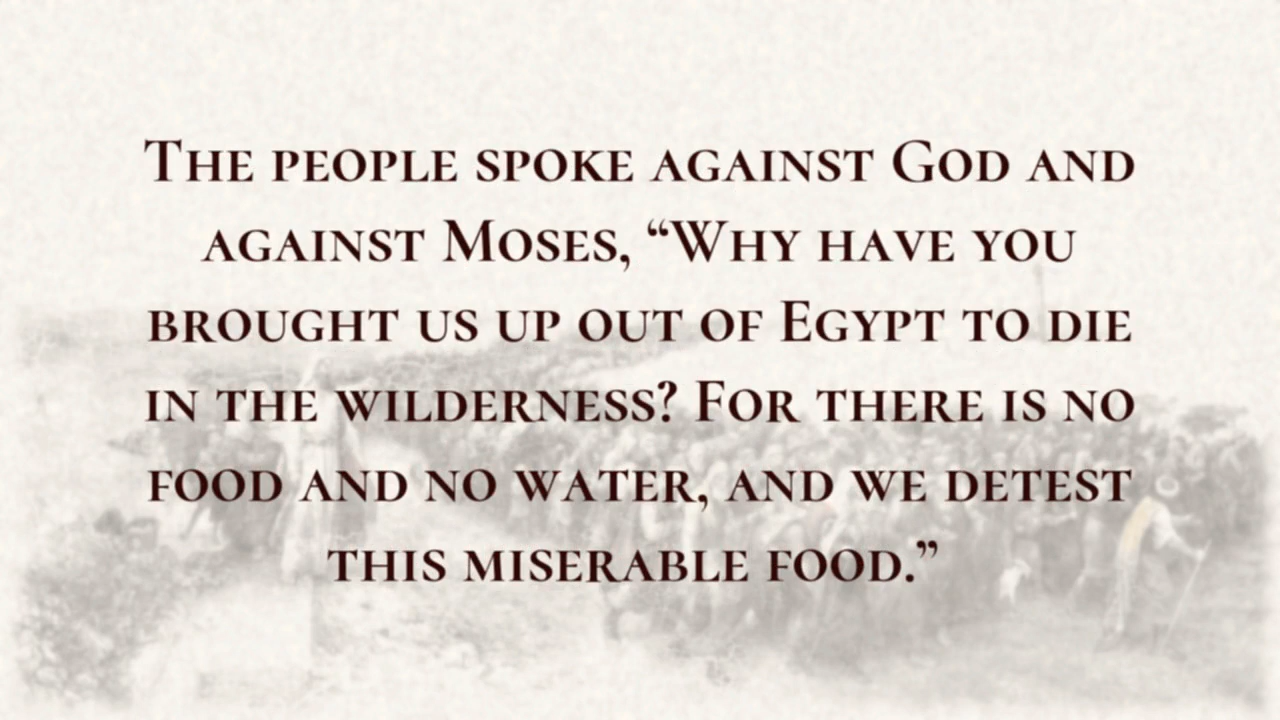 The people spoke against God and
against Moses, “Why have you
brought us up out of Egypt to die
in the wilderness? For there is no
food and no water, and we detest
this miserable food.”